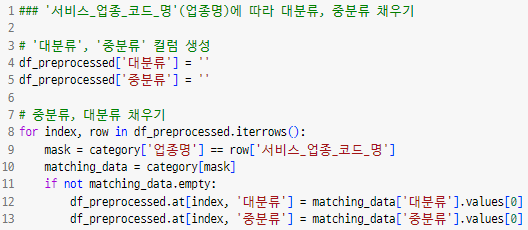 1 ### '서비스_업종_코드_명'(업종명)에 따라 대분류, 중분류 채우기
2
3 # '대분류', '중분류' 컬럼 생성
4 df_preprocessed['대분류'] = ''
5 df_preprocessed['중분류'] = ''
6
7 # 중분류, 대분류 채우기
8 for index, row in df_preprocessed.iterrows():
9     mask = category['업종명'] == row['서비스_업종_코드_명']
10     matching_data = category[mask]
11     if not matching_data.empty:
12         df_preprocessed.at[index, '대분류'] = matching_data['대분류'].values[0]
13         df_preprocessed.at[index, '중분류'] = matching_data['중분류'].values[0]